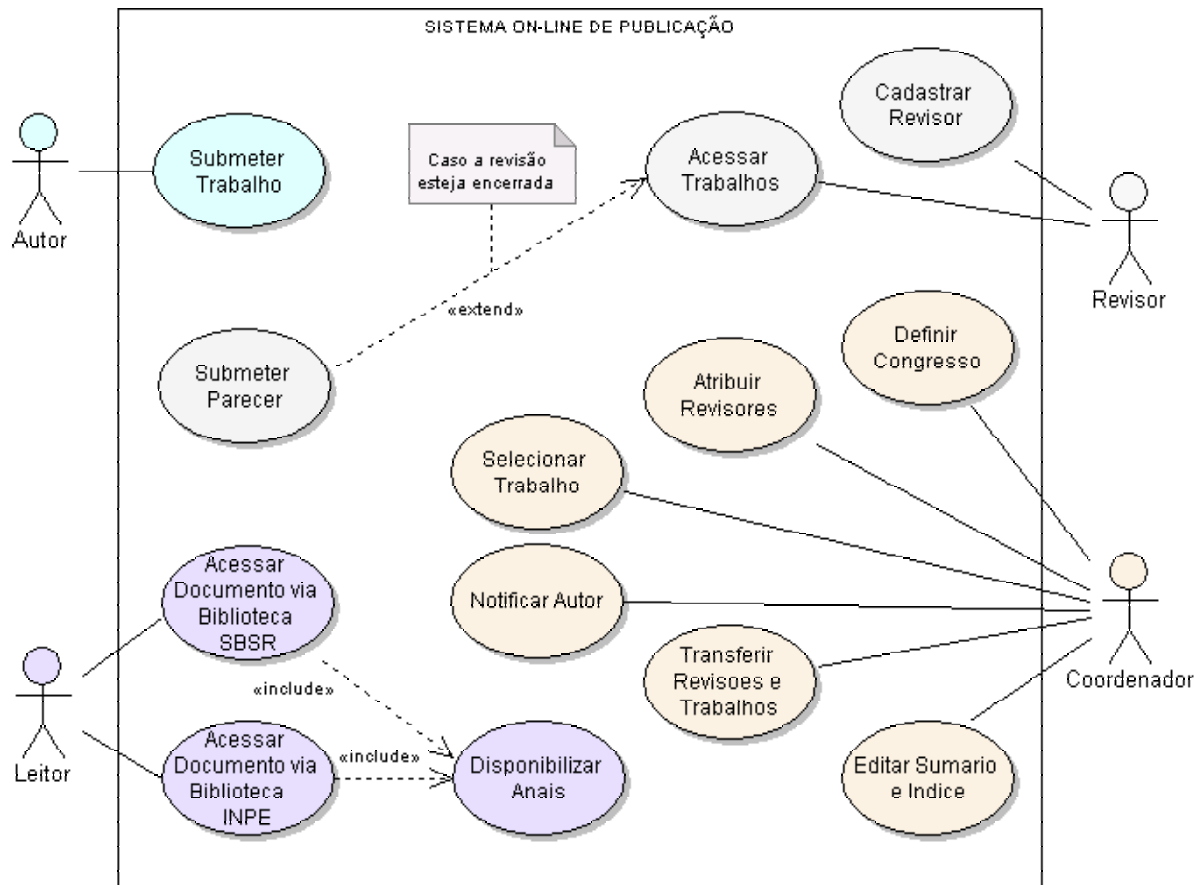 SISTEMA ON-LINE DE PUBLICAÇÃO
Cadastrar
Revisor
Submeter
Trabalho
Caso a revisão
esteja encerrada
Acessar
Trabalhos
Autor
Revisor
«extend»
Submeter
Parecer
Definir
Congresso
Atribuir
Revisores
Selecionar
Trabalho
Acessar
Documento via
Biblioteca
SBSR
Notificar Autor
Transferir
Revisoes e
Trabalhos
Coordenador
«include»
Leitor
Acessar
Documento via
Biblioteca
INPE
«include»
Disponibilizar
Anais
Editar Sumario
e Indice